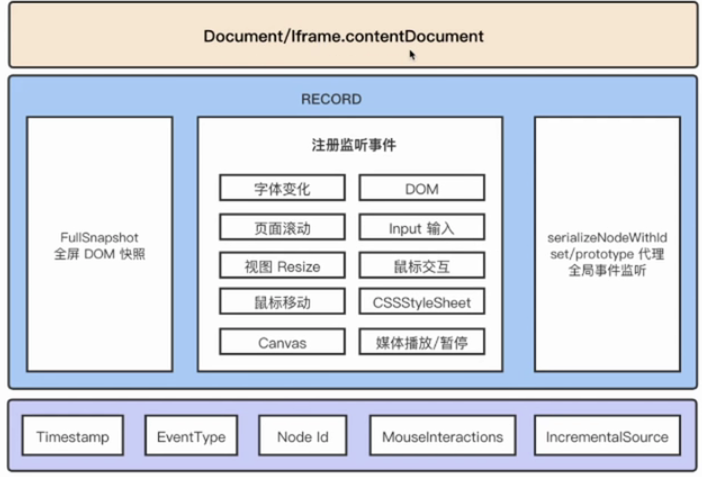 Document/Iframe.contentDocument
RECORD
FullSnapshot
全屏 DOM 快照
注册监听事件
字体变化
DOM
页面滚动
Input 输入
视图 Resize
鼠标交互
鼠标移动
CSSStyleSheet
Canvas
媒体播放/暂停
serializeNodeWithId
set/prototype 代理
全局事件监听
Timestamp
EventType
Node Id
MouseInteractions
IncrementalSource